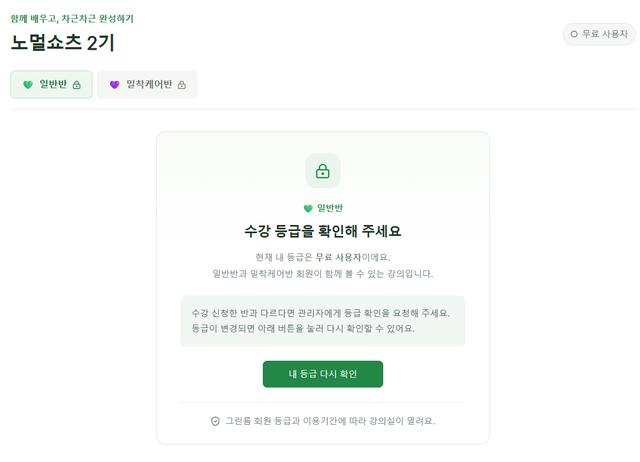 함께 배우고, 차근차근 완성하기
노멀쇼츠 2기
무료 사용자
일반반
밀착케어반
일반반
수강 등급을 확인해 주세요
현재 내 등급은 무료 사용자이에요.
일반반과 밀착케어반 회원이 함께 볼 수 있는 강의입니다.
수강 신청한 반과 다르다면 관리자에게 등급 확인을 요청해 주세요.
등급이 변경되면 아래 버튼을 눌러 다시 확인할 수 있어요.
내 등급 다시 확인
그린룸 회원 등급과 이용기간에 따라 강의실이 열려요.